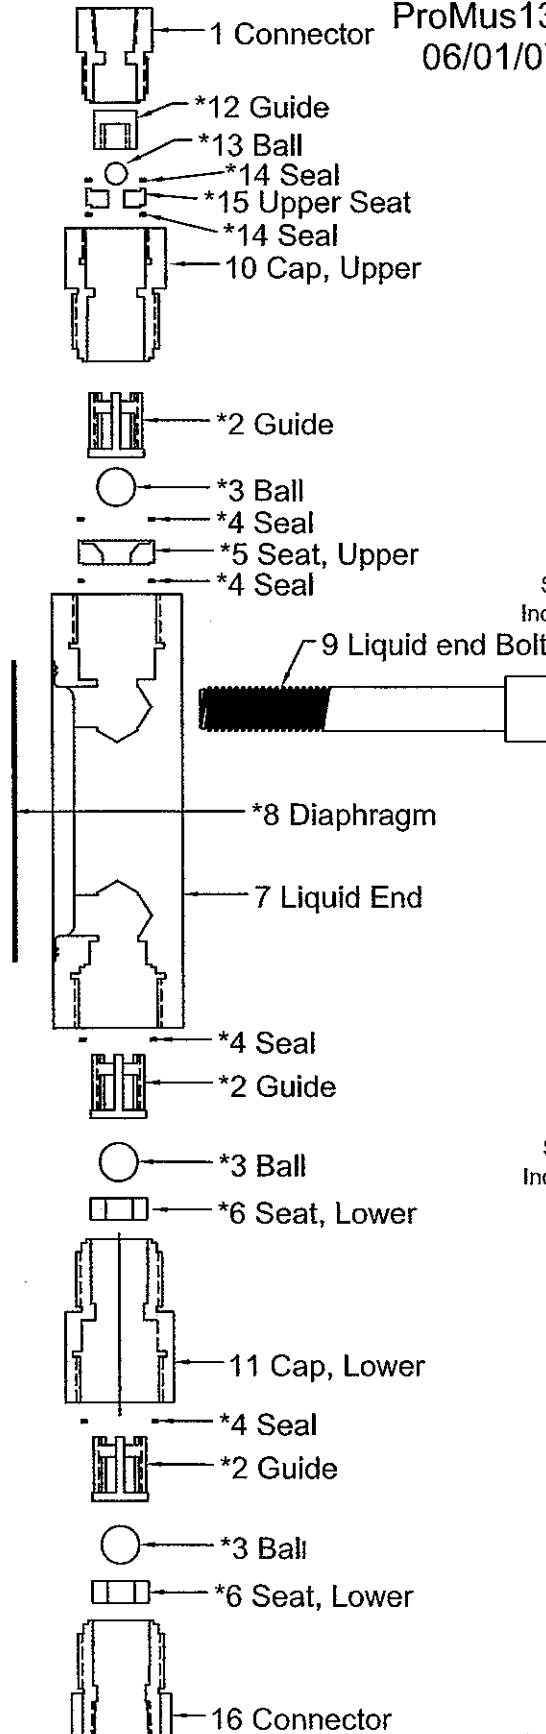 ProMus13
06/01/0
1 Connector
*12 Guide
*13 Ball
*14 Seal
*15 Upper Seat
*14 Seal
10 Cap, Upper
*2 Guide
*3 Ball
*4 Seal
*5 Seat, Upper
*4 Seal
S
Inc
9 Liquid end Bolt
*8 Diaphragm
7 Liquid End
*4 Seal
*2 Guide
*3 Ball
S
Inc
*6 Seat, Lower
11 Cap, Lower
*4 Seal
*2 Guide
*3 Ball
*6 Seat, Lower
16 Connector